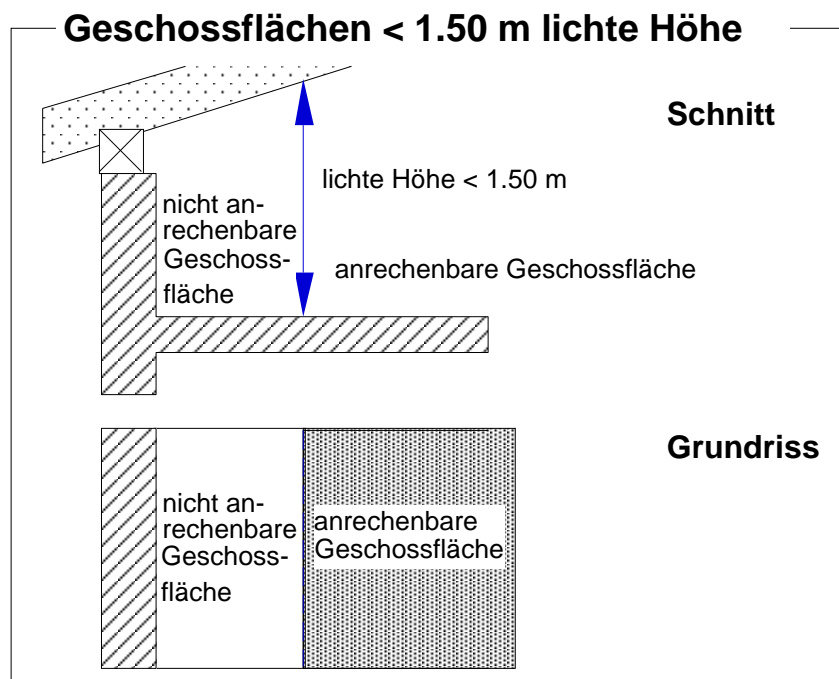 Geschossflächen < 1.50 m lichte Höhe
Schnitt
lichte Höhe < 1.50 m
nicht an-
rechenbare
Geschoss-
fläche
anrechenbare Geschossfläche
Grundriss
nicht an-
rechenbare
Geschoss-
fläche
anrechenbare
Geschossfläche